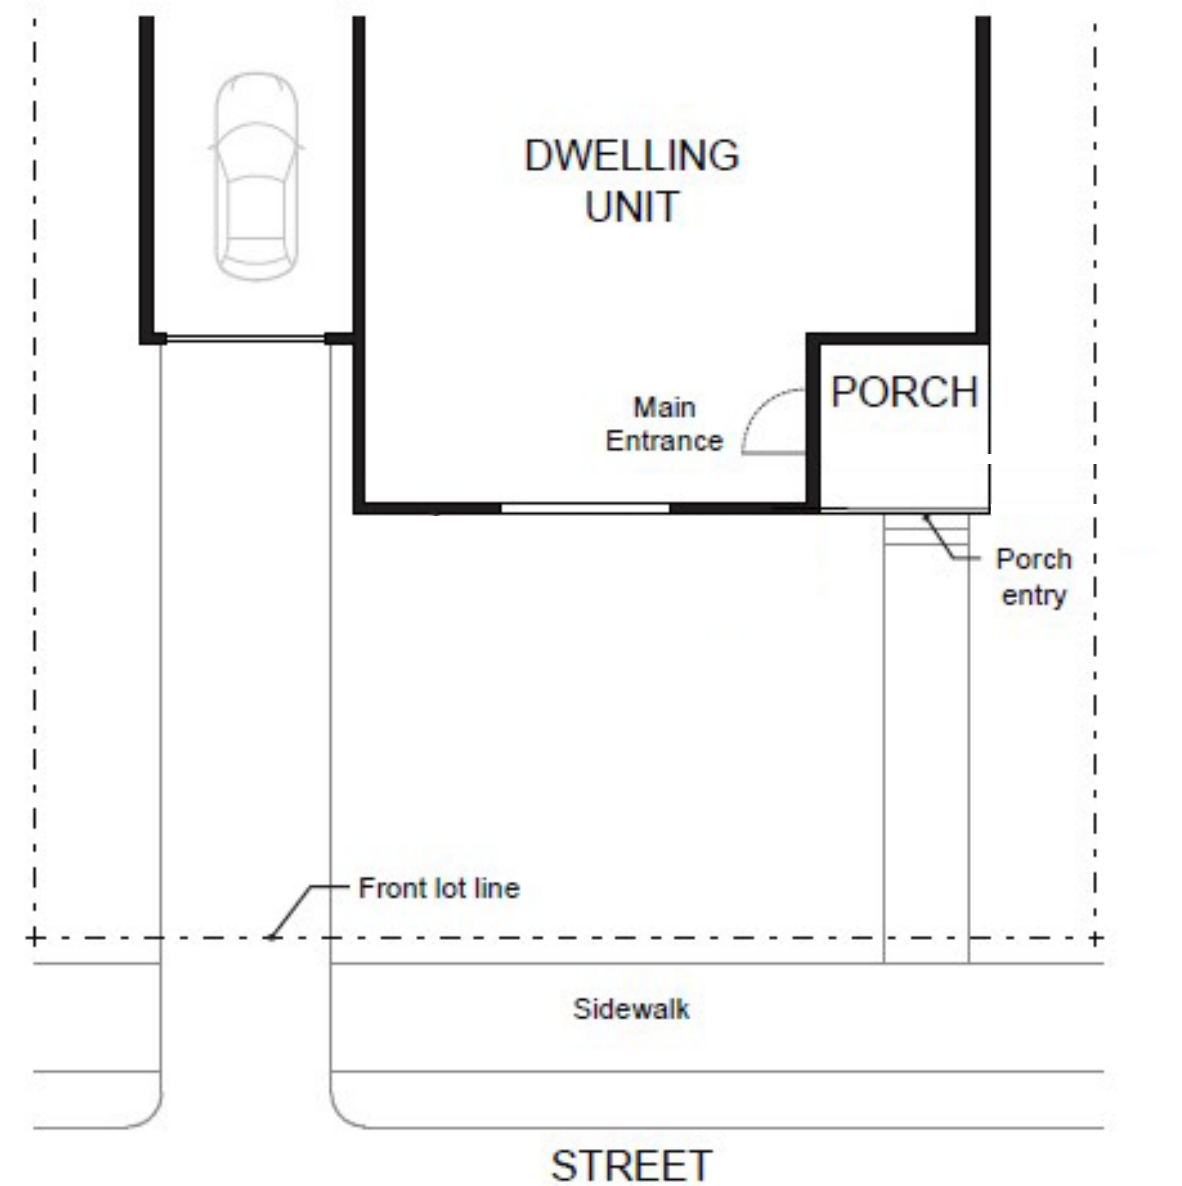 DWELLING
UNIT
PORCH
Main
Entrance
Porch
entry
Front lot line
Sidewalk
STREET